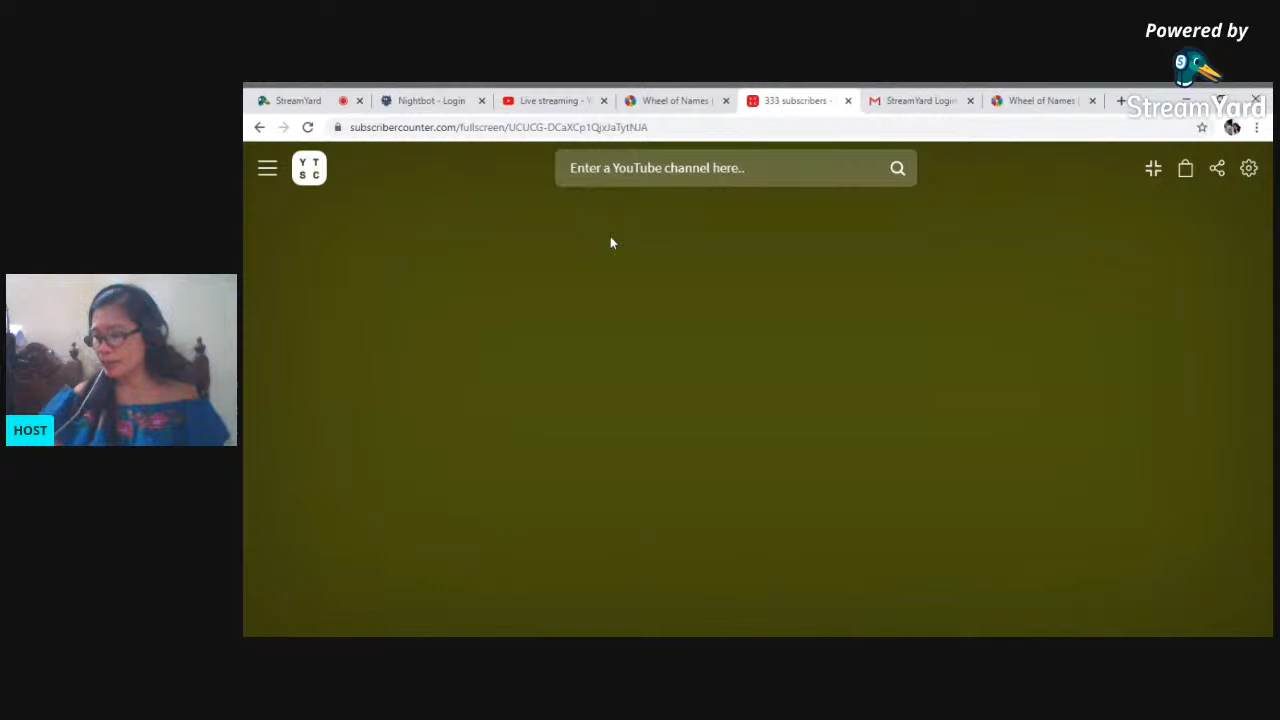 Powered by
StreamYard
StreamYard
Nightbot - Login
Live streaming - Y
Wheel of Names |
333 subscribers -
StreamYard Login
Wheel of Names |
subscribercounter.com/fullscreen/UCUCG-DCaXCp1QjxJaTytNJA
Y T
S C
Enter a YouTube channel here..
HOST